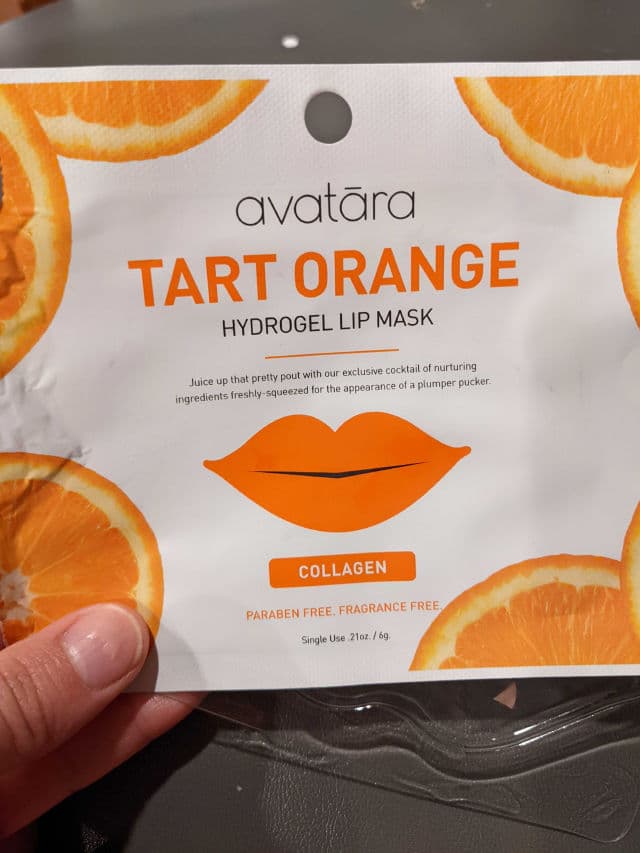 avatāra
TART ORANGE
HYDROGEL LIP MASK
Juice up that pretty pout with our exclusive cocktail of nurturing
ingredients freshly-squeezed for the appearance of a plumper pucker.
COLLAGEN
PARABEN FREE. FRAGRANCE FREE.
Single Use .21oz. / 6g.